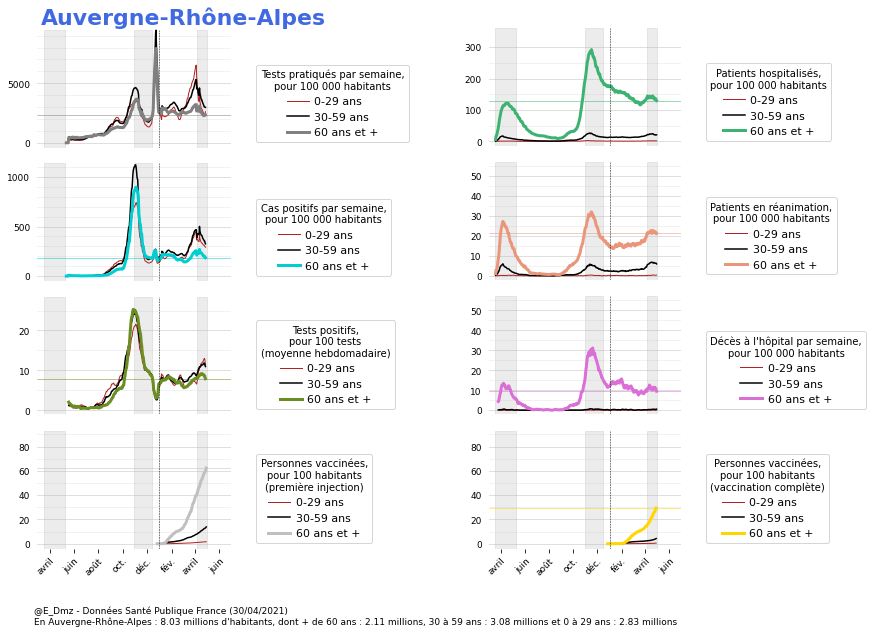 Auvergne-Rhône-Alpes
5000
0
Tests pratiqués par semaine,
pour 100 000 habitants
0-29 ans
30-59 ans
60 ans et +
300
200
100
0
Patients hospitalisés,
pour 100 000 habitants
0-29 ans
30-59 ans
60 ans et +
1000
500
0
Cas positifs par semaine,
pour 100 000 habitants
0-29 ans
30-59 ans
60 ans et +
50
40
30
20
10
0
Patients en réanimation,
pour 100 000 habitants
0-29 ans
30-59 ans
60 ans et +
20
10
0
Tests positifs,
pour 100 tests
(moyenne hebdomadaire)
0-29 ans
30-59 ans
60 ans et +
50
40
30
20
10
0
Décès à l'hôpital par semaine,
pour 100 000 habitants
0-29 ans
30-59 ans
60 ans et +
80
60
40
20
0
avril juin août oct. déc. fév. avril juin
Personnes vaccinées,
pour 100 habitants
(première injection)
0-29 ans
30-59 ans
60 ans et +
80
60
40
20
0
avril juin août oct. déc. fév. avril juin
Personnes vaccinées,
pour 100 habitants
(vaccination complète)
0-29 ans
30-59 ans
60 ans et +
@E_Dmz - Données Santé Publique France (30/04/2021)
En Auvergne-Rhône-Alpes : 8.03 millions d'habitants, dont + de 60 ans : 2.11 millions, 30 à 59 ans : 3.08 millions et 0 à 29 ans : 2.83 millions